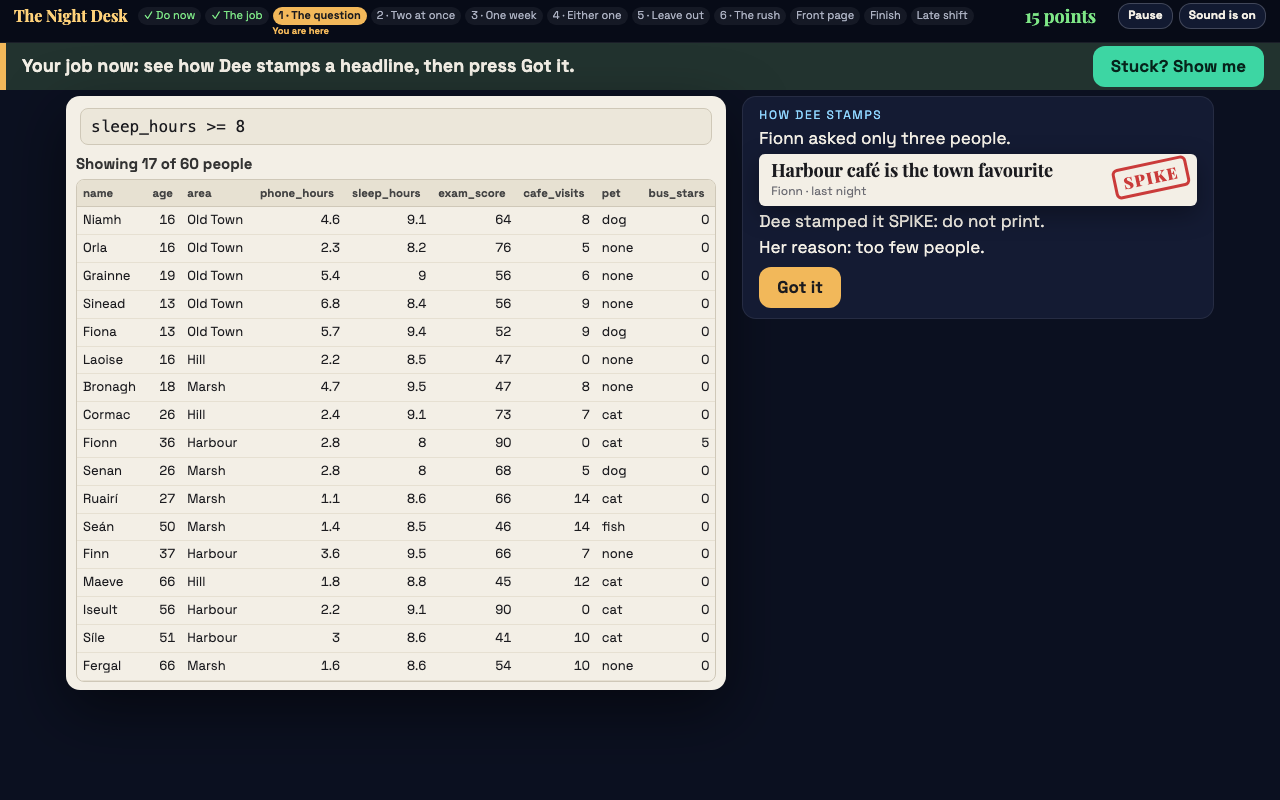 The Night Desk
✓ Do now
✓ The job
1 · The question
2 · Two at once
3 · One week
4 · Either one
5 · Leave out
6 · The rush
Front page
Finish
Late shift
15 points
Pause
Sound is on
You are here
Your job now: see how Dee stamps a headline, then press Got it.
Stuck? Show me
sleep_hours >= 8
Showing 17 of 60 people
name age area phone_hours sleep_hours exam_score cafe_visits pet bus_stars
Niamh 16 Old Town 4.6 9.1 64 8 dog 0
Orla 16 Old Town 2.3 8.2 76 5 none 0
Grainne 19 Old Town 5.4 9 56 6 none 0
Sinead 13 Old Town 6.8 8.4 56 9 none 0
Fiona 13 Old Town 5.7 9.4 52 9 dog 0
Laoise 16 Hill 2.2 8.5 47 0 none 0
Bronagh 18 Marsh 4.7 9.5 47 8 none 0
Cormac 26 Hill 2.4 9.1 73 7 cat 0
Fionn 36 Harbour 2.8 8 90 0 cat 5
Senan 26 Marsh 2.8 8 68 5 dog 0
Ruairí 27 Marsh 1.1 8.6 66 14 cat 0
Seán 50 Marsh 1.4 8.5 46 14 fish 0
Finn 37 Harbour 3.6 9.5 66 7 none 0
Maeve 66 Hill 1.8 8.8 45 12 cat 0
Iseult 56 Harbour 2.2 9.1 90 0 cat 0
Síle 51 Harbour 3 8.6 41 10 cat 0
Fergal 66 Marsh 1.6 8.6 54 10 none 0
HOW DEE STAMPS
Fionn asked only three people.
Harbour café is the town favourite
Fionn · last night
SPIKE
Dee stamped it SPIKE: do not print.
Her reason: too few people.
Got it